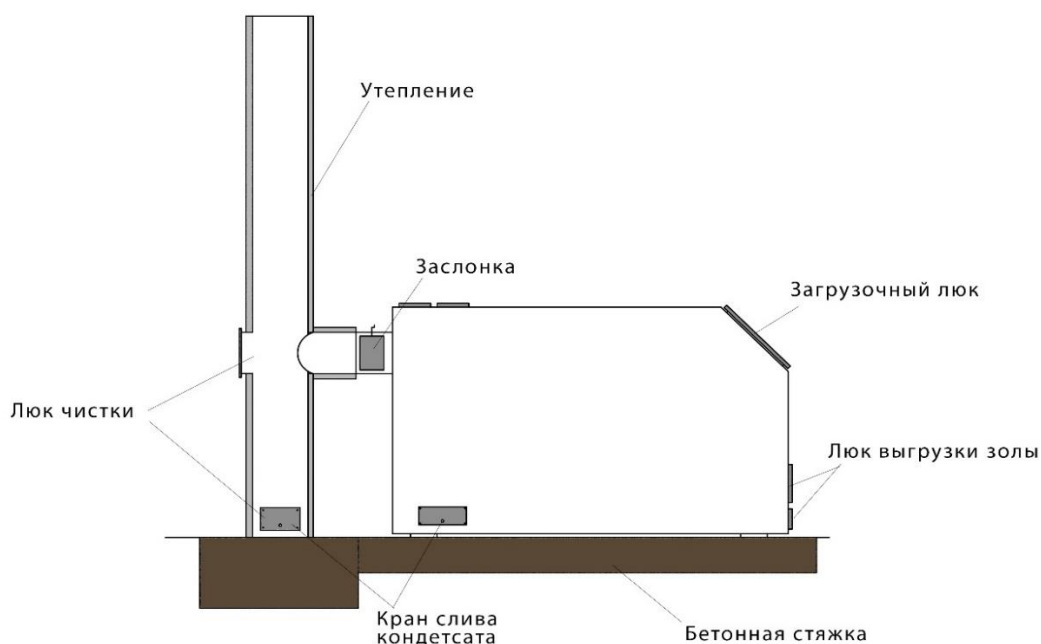 Утепление
Заслонка
Загрузочный люк
Люк чистки
Люк выгрузки золы
Кран слива
кондетсата
Бетонная стяжка